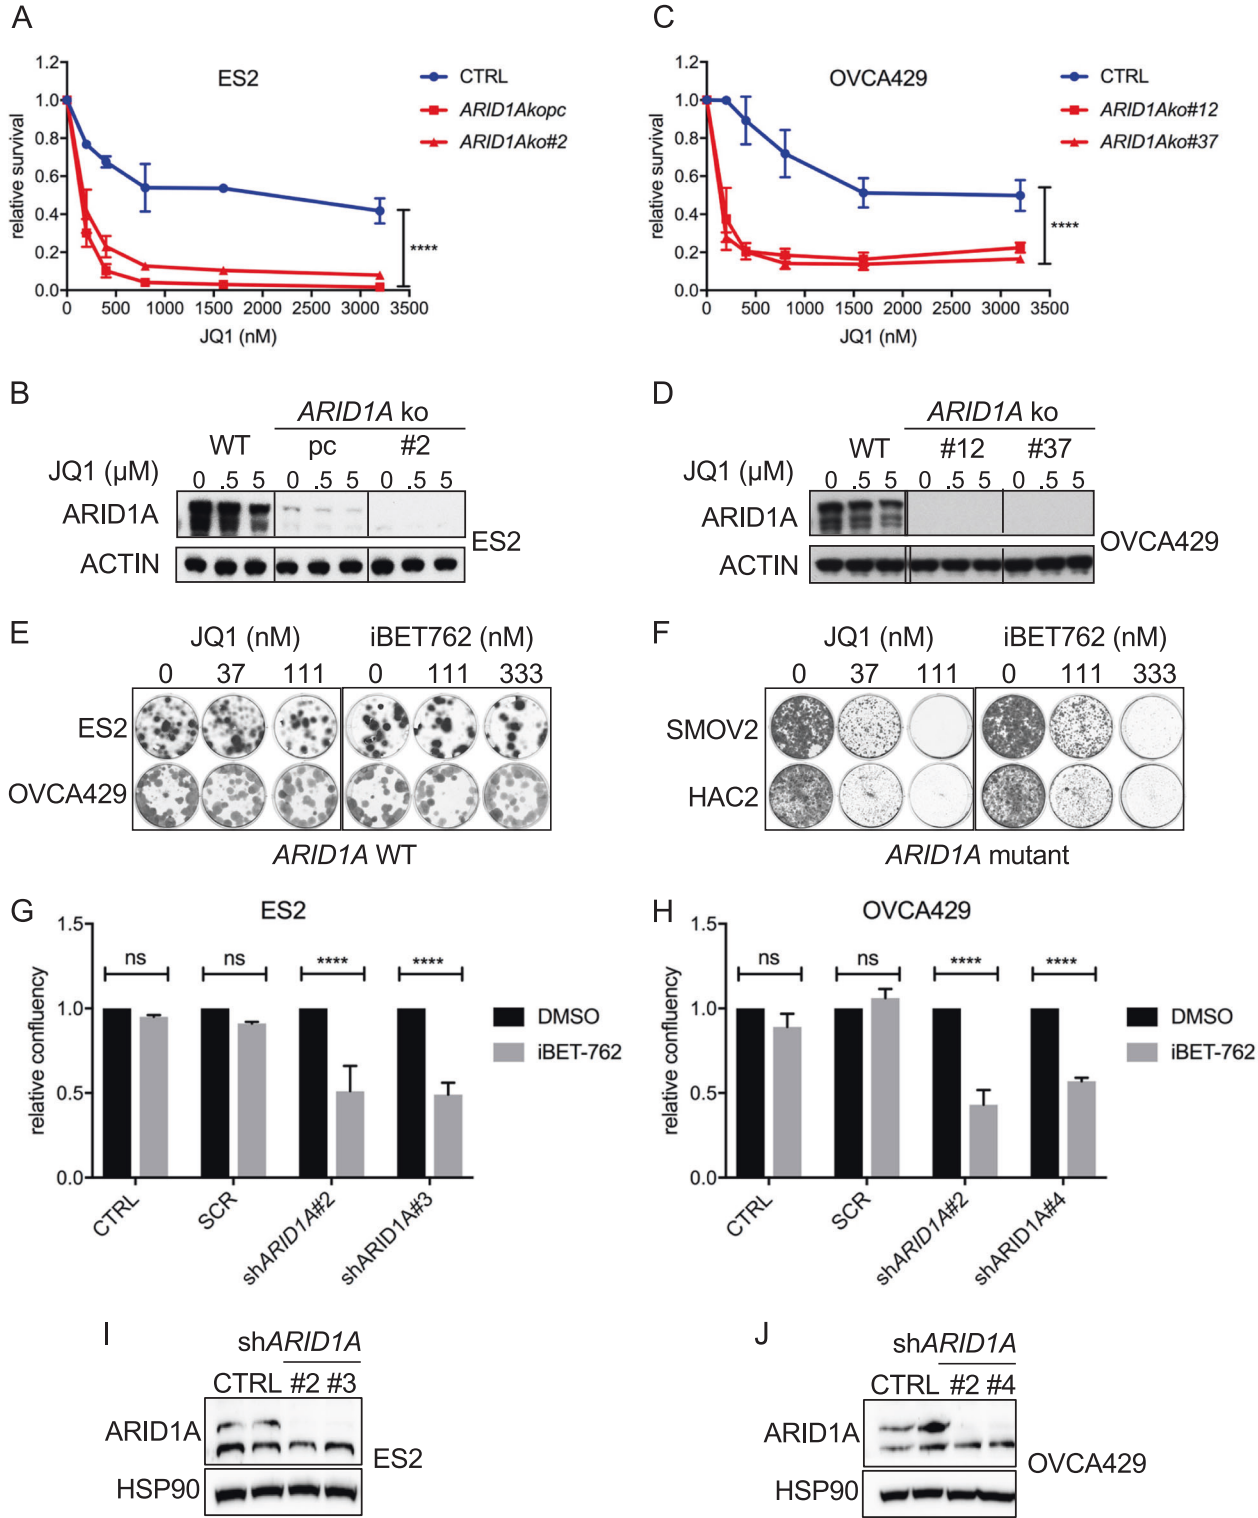 A
ES2
1.2
1.0
0.8
0.6
0.4
0.2
0.0
relative survival
0 500 1000 1500 2000 2500 3000 3500
JQ1 (nM)
CTRL
ARID1Akopc
ARID1Ako#2
****
C
OVCA429
1.2
1.0
0.8
0.6
0.4
0.2
0.0
relative survival
0 500 1000 1500 2000 2500 3000 3500
JQ1 (nM)
CTRL
ARID1Ako#12
ARID1Ako#37
****
B
ARID1A ko
WT pc #2
JQ1 (µM) 0 .5 5 0 .5 5 0 .5 5
ARID1A
ACTIN
ES2
D
ARID1A ko
WT #12 #37
JQ1 (µM) 0 .5 5 0 .5 5 0 .5 5
ARID1A
ACTIN
OVCA429
E
JQ1 (nM) iBET762 (nM)
0 37 111 0 111 333
ES2
OVCA429
ARID1A WT
F
JQ1 (nM) iBET762 (nM)
0 37 111 0 111 333
SMOV2
HAC2
ARID1A mutant
G
ES2
1.5
1.0
0.5
0.0
relative confluency
ns ns **** ****
DMSO
iBET-762
CTRL
SCR
shARID1A#2
shARID1A#3
H
OVCA429
1.5
1.0
0.5
0.0
relative confluency
ns ns **** ****
DMSO
iBET-762
CTRL
SCR
shARID1A#2
shARID1A#4
I
shARID1A
CTRL #2 #3
ARID1A
HSP90
ES2
J
shARID1A
CTRL #2 #4
ARID1A
HSP90
OVCA429